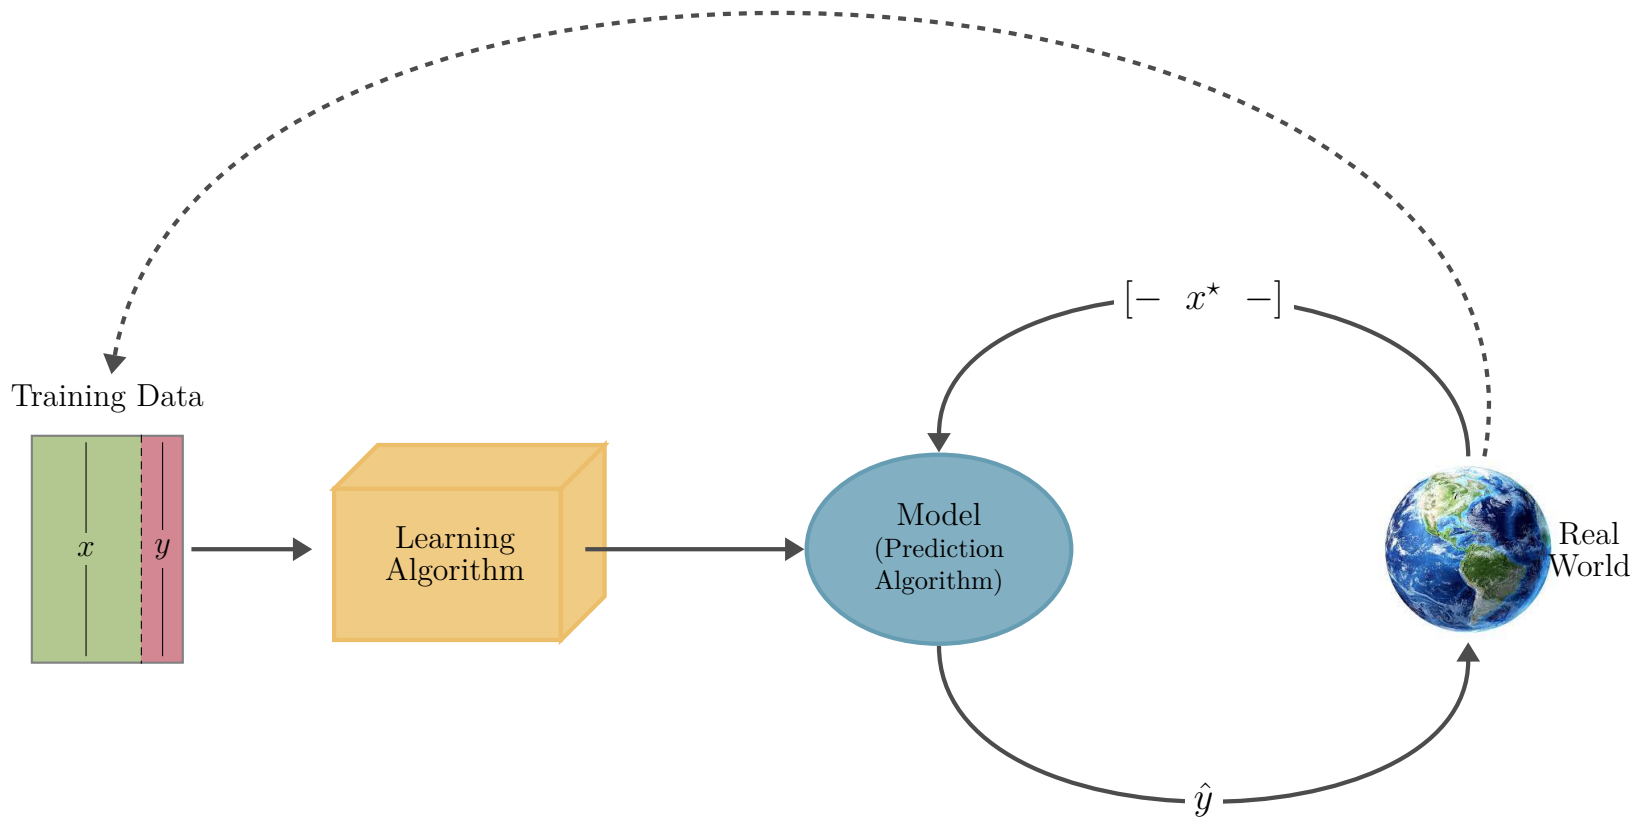 [− x⋆ −]
Training Data
x
y
Learning
Algorithm
Model
(Prediction
Algorithm)
Real
World
ŷ